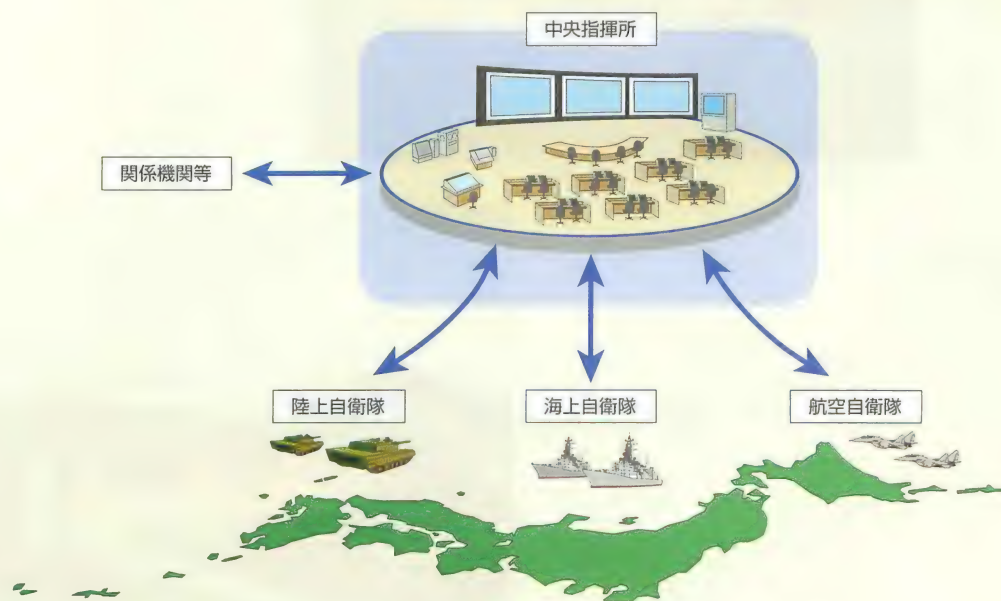 中央指揮所
関係機関等
陸上自衛隊
海上自衛隊
航空自衛隊